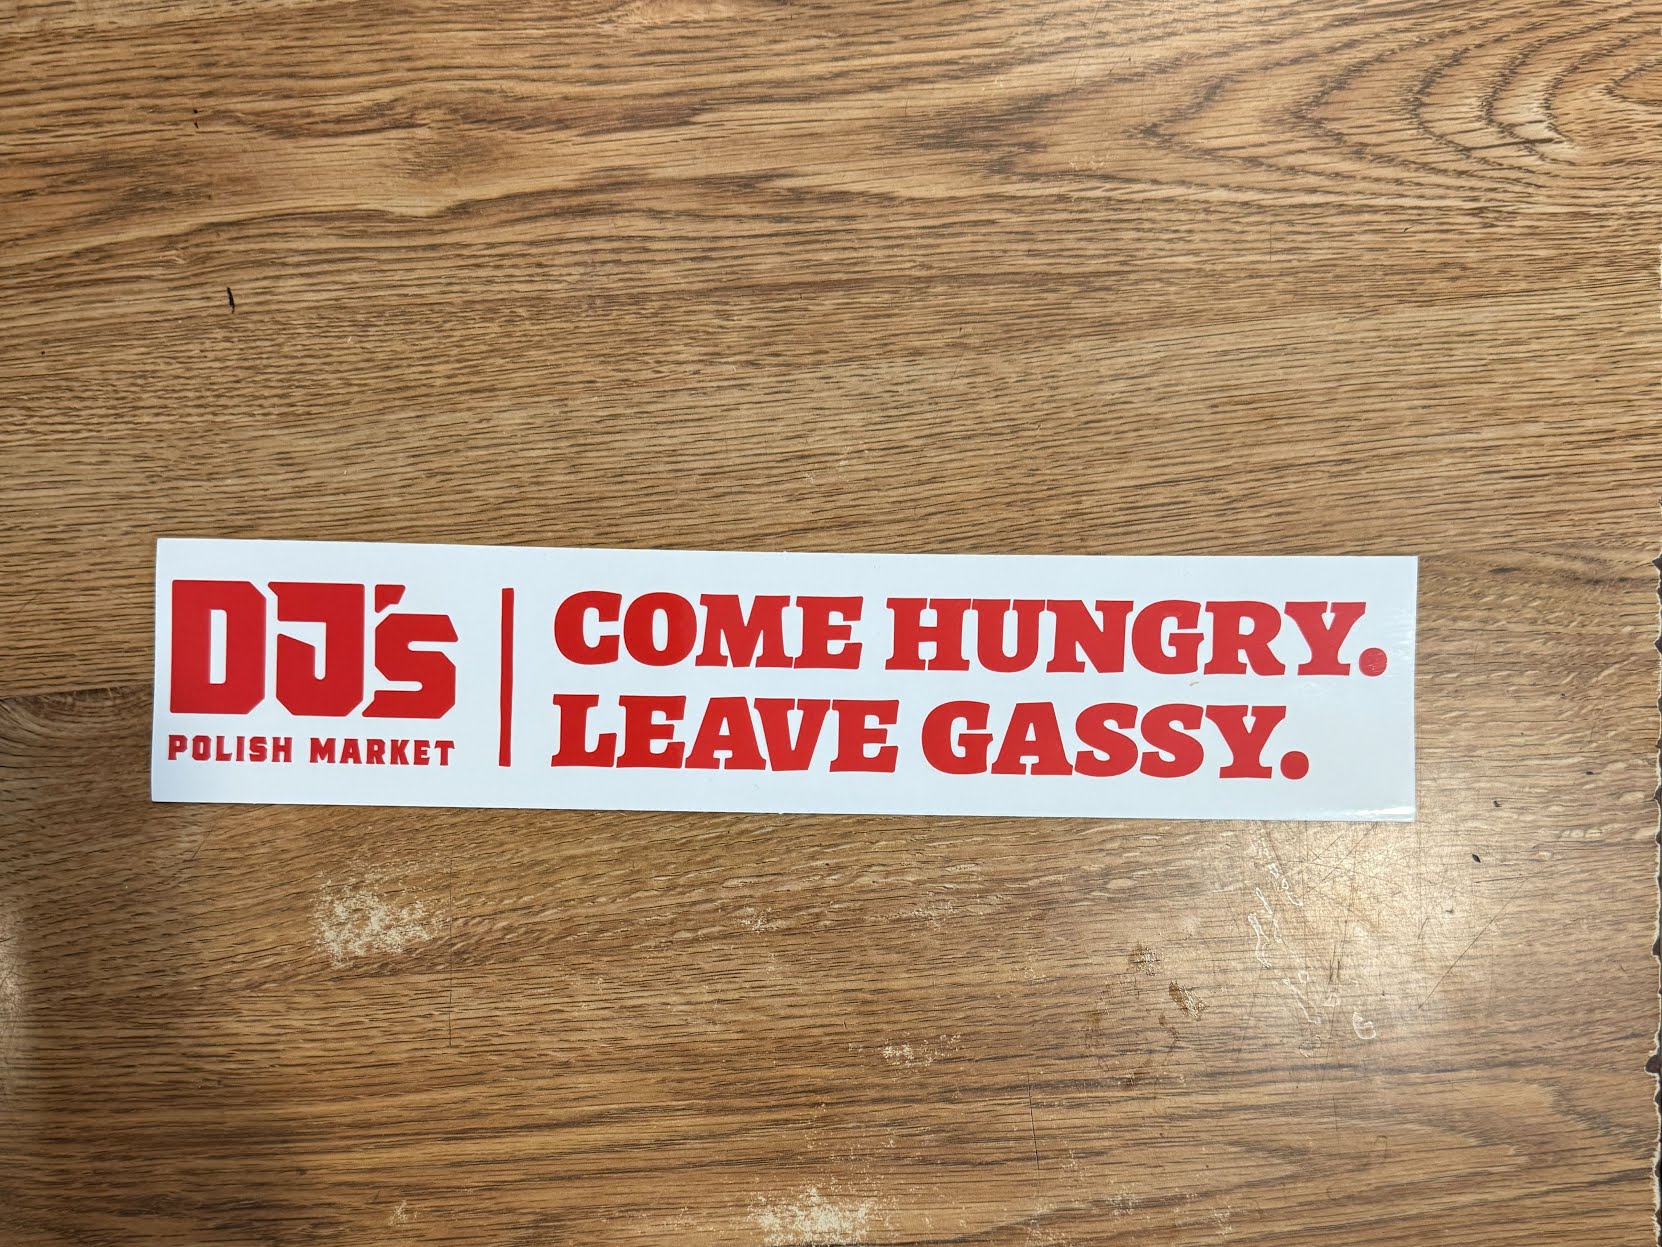 DJ's
POLISH MARKET
COME HUNGRY.
LEAVE GASSY.